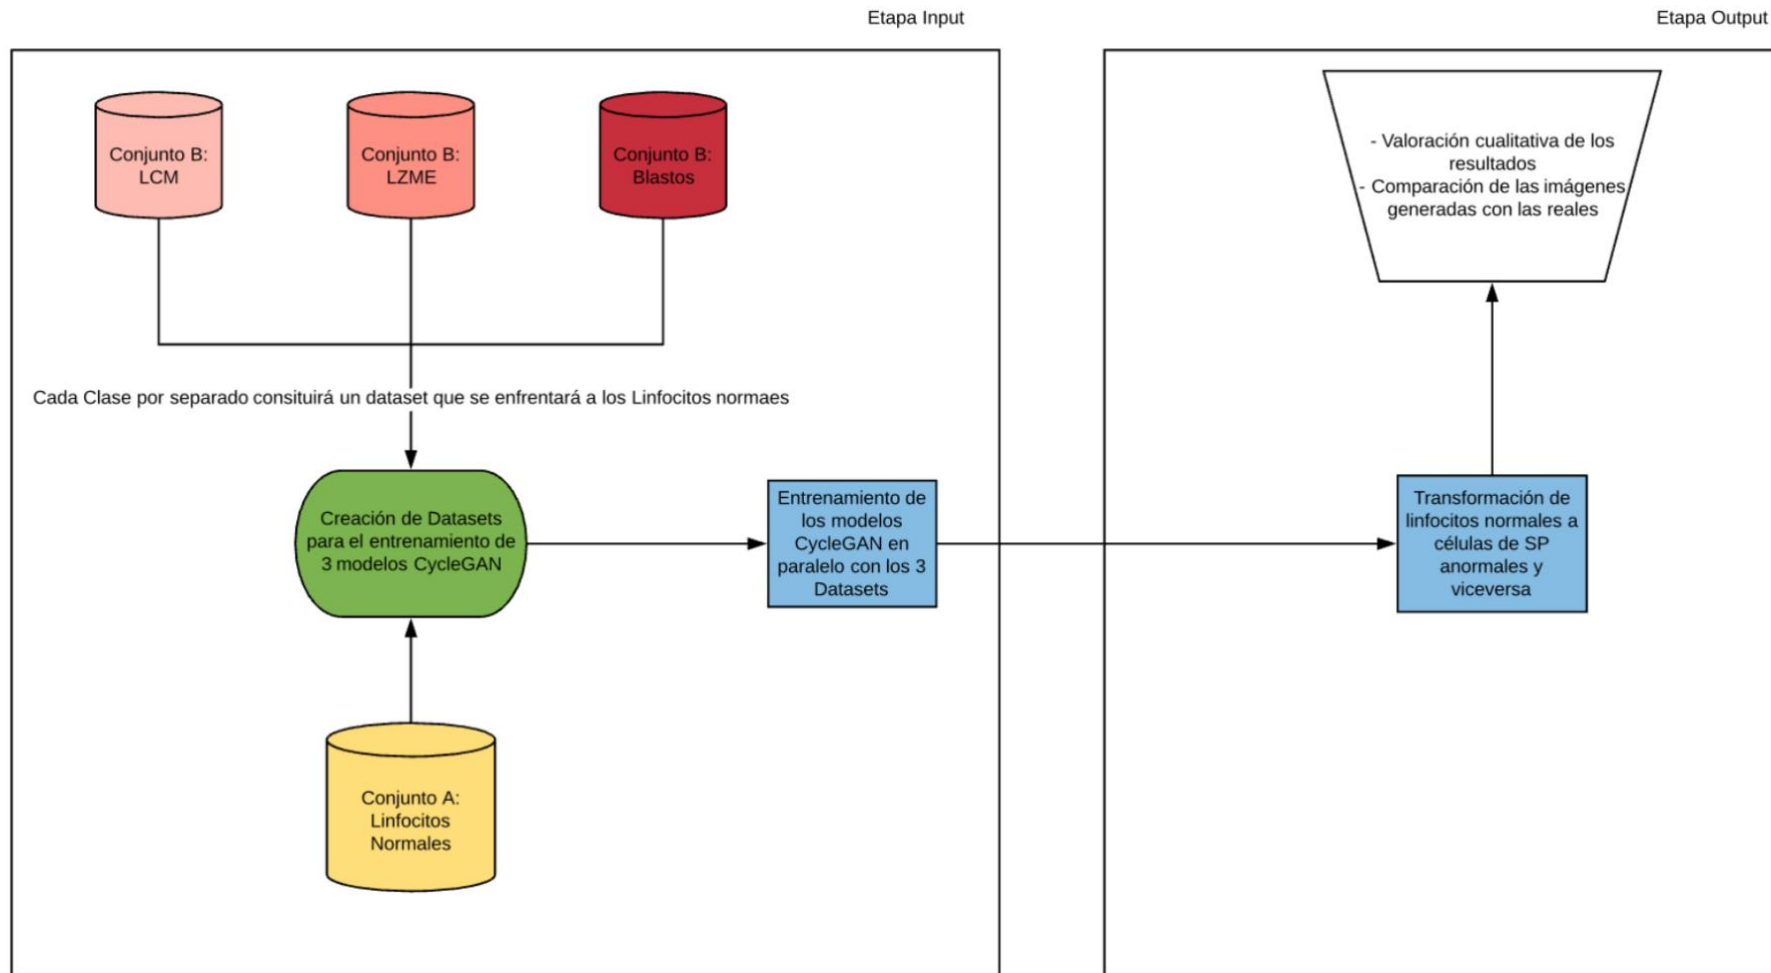 Etapa Input
Etapa Output
Conjunto B:
LCM
Conjunto B:
LZME
Conjunto B:
Blastos
Cada Clase por separado consituirá un dataset que se enfrentará a los Linfocitos normaes
Creación de Datasets
para el entrenamiento de
3 modelos CycleGAN
Conjunto A:
Linfocitos
Normales
Entrenamiento de
los modelos
CycleGAN en
paralelo con los 3
Datasets
Transformación de
linfocitos normales a
células de SP
anormales y
viceversa
- Valoración cualitativa de los
resultados
- Comparación de las imágenes
generadas con las reales